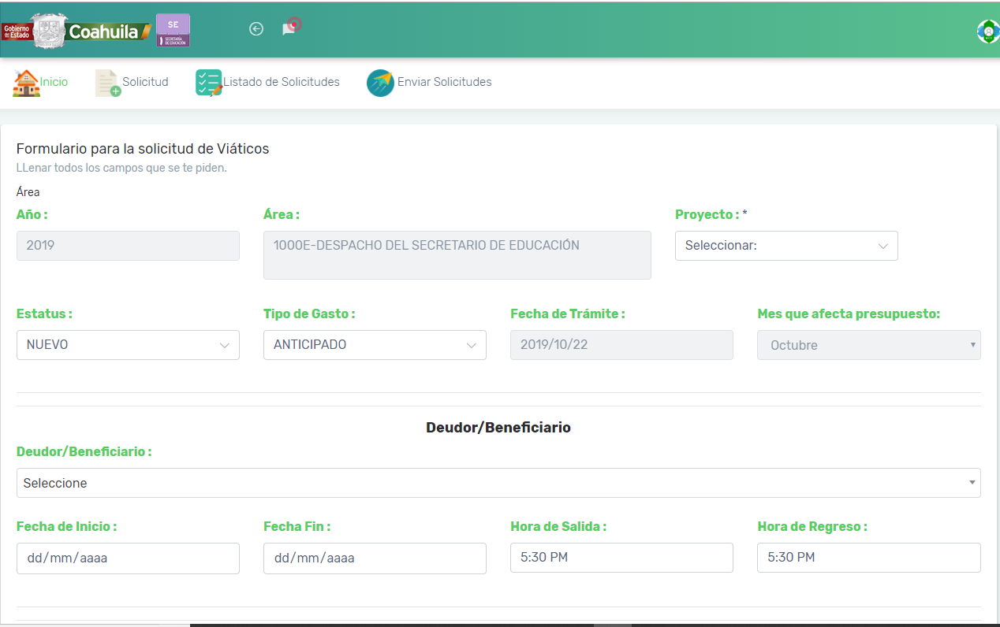 Gobierno
del Estado
Coahuila
SE
SECRETARÍA
DE EDUCACIÓN
Inicio
Solicitud
Listado de Solicitudes
Enviar Solicitudes
Formulario para la solicitud de Viáticos
LLenar todos los campos que se te piden.
Área
Año :
Área :
Proyecto : *
2019
1000E-DESPACHO DEL SECRETARIO DE EDUCACIÓN
Seleccionar:
Estatus :
Tipo de Gasto :
Fecha de Trámite :
Mes que afecta presupuesto:
NUEVO
ANTICIPADO
2019/10/22
Octubre
Deudor/Beneficiario
Deudor/Beneficiario :
Seleccione
Fecha de Inicio :
Fecha Fin :
Hora de Salida :
Hora de Regreso :
dd/mm/aaaa
dd/mm/aaaa
5:30 PM
5:30 PM